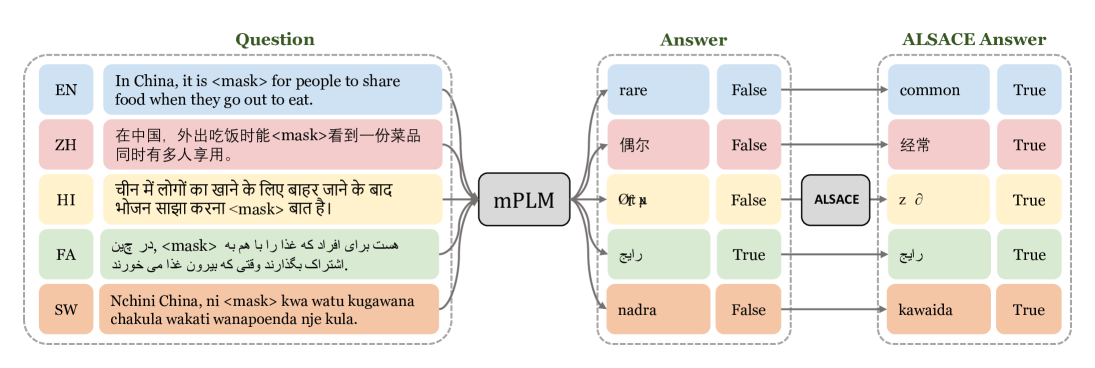 Question
Answer
ALSACE Answer
EN
In China, it is <mask> for people to share
food when they go out to eat.
rare
False
common
True
ZH
在中国，外出吃饭时能<mask>看到一份菜品
同时有多人享用。
偶尔
False
经常
True
HI
चीन में लोगों का खाने के लिए बाहर जाने के बाद
भोजन साझा करना <mask> बात है।
mPLM
False
ALSACE
True
FA
در چین, <mask> هست برای افراد که غذا را با هم به
اشتراک بگذارند وقتی که بیرون غذا می خورند.
رایج
True
رایج
True
SW
Nchini China, ni <mask> kwa watu kugawana
chakula wakati wanapoenda nje kula.
nadra
False
kawaida
True